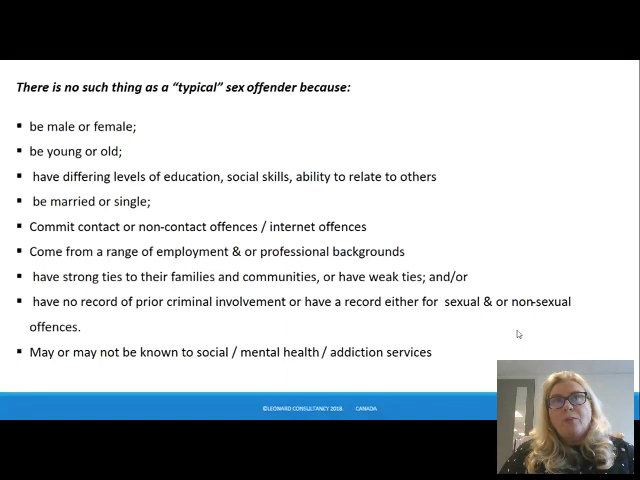 There is no such thing as a “typical” sex offender because:
▪ be male or female;
▪ be young or old;
▪ have differing levels of education, social skills, ability to relate to others
▪ be married or single;
▪ Commit contact or non-contact offences / internet offences
▪ Come from a range of employment & or professional backgrounds
▪ have strong ties to their families and communities, or have weak ties; and/or
▪ have no record of prior criminal involvement or have a record either for sexual & or non-sexual
offences.
▪ May or may not be known to social / mental health / addiction services
©LEONARD CONSULTANCY 2018. CANADA